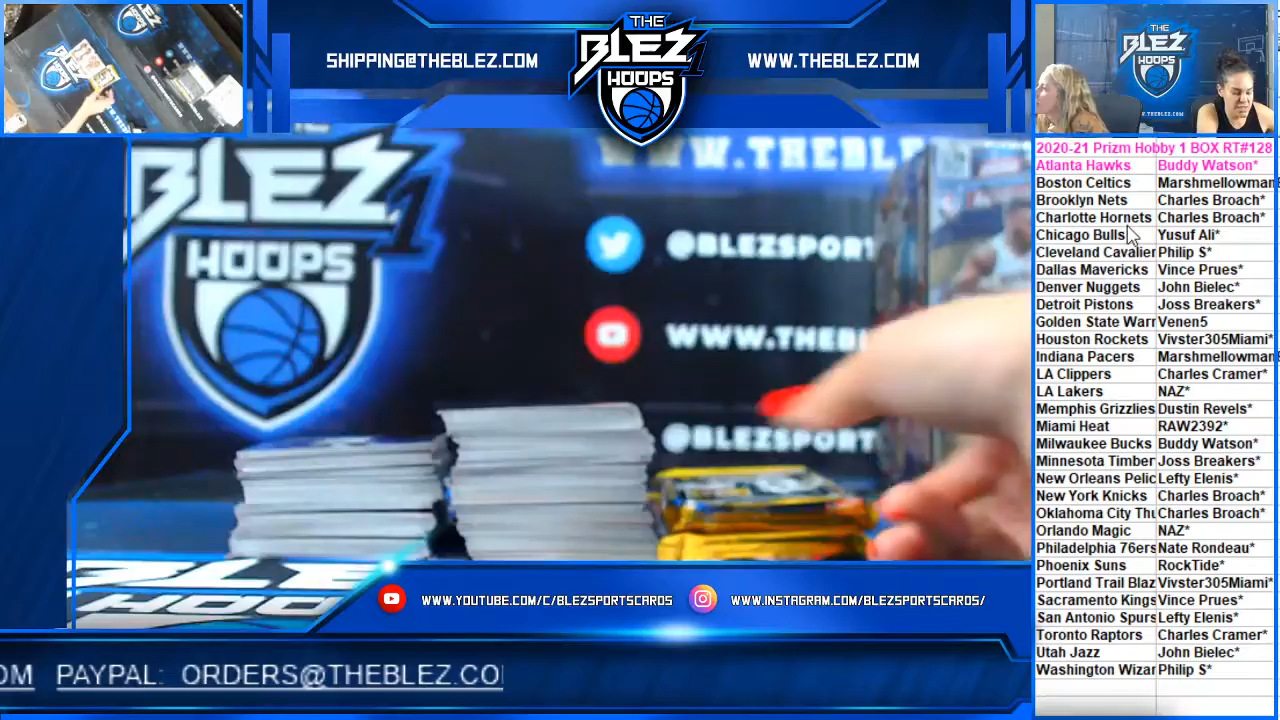 SHIPPING@THEBLEZ.COM
THE
BLEZ 1
HOOPS
WWW.THEBLEZ.COM
THE
BLEZ
WWW.THEBLE
BLEZ 1
HOOPS
@BLEZSPORT
WWW.THEB
@BLEZSPORT
WWW.YOUTUBE.COM/C/BLEZSPORTSCARDS
WWW.INSTAGRAM.COM/BLEZSPORTSCARDS/
OM PAYPAL: ORDERS@THEBLEZ.CO
2020-21 Prizm Hobby 1 BOX RT#128
Atlanta Hawks Buddy Watson*
Boston Celtics Marshmellowman
Brooklyn Nets Charles Broach*
Charlotte Hornets Charles Broach*
Chicago Bulls Yusuf Ali*
Cleveland Cavalier Philip S*
Dallas Mavericks Vince Prues*
Denver Nuggets John Bielec*
Detroit Pistons Joss Breakers*
Golden State Warr Venen5
Houston Rockets Vivster305Miami*
Indiana Pacers Marshmellowman
LA Clippers Charles Cramer*
LA Lakers NAZ*
Memphis Grizzlies Dustin Revels*
Miami Heat RAW2392*
Milwaukee Bucks Buddy Watson*
Minnesota Timber Joss Breakers*
New Orleans Pelic Lefty Elenis*
New York Knicks Charles Broach*
Oklahoma City Thu Charles Broach*
Orlando Magic NAZ*
Philadelphia 76ers Nate Rondeau*
Phoenix Suns RockTide*
Portland Trail Blaz Vivster305Miami*
Sacramento Kings Vince Prues*
San Antonio Spurs Lefty Elenis*
Toronto Raptors Charles Cramer*
Utah Jazz John Bielec*
Washington Wizar Philip S*